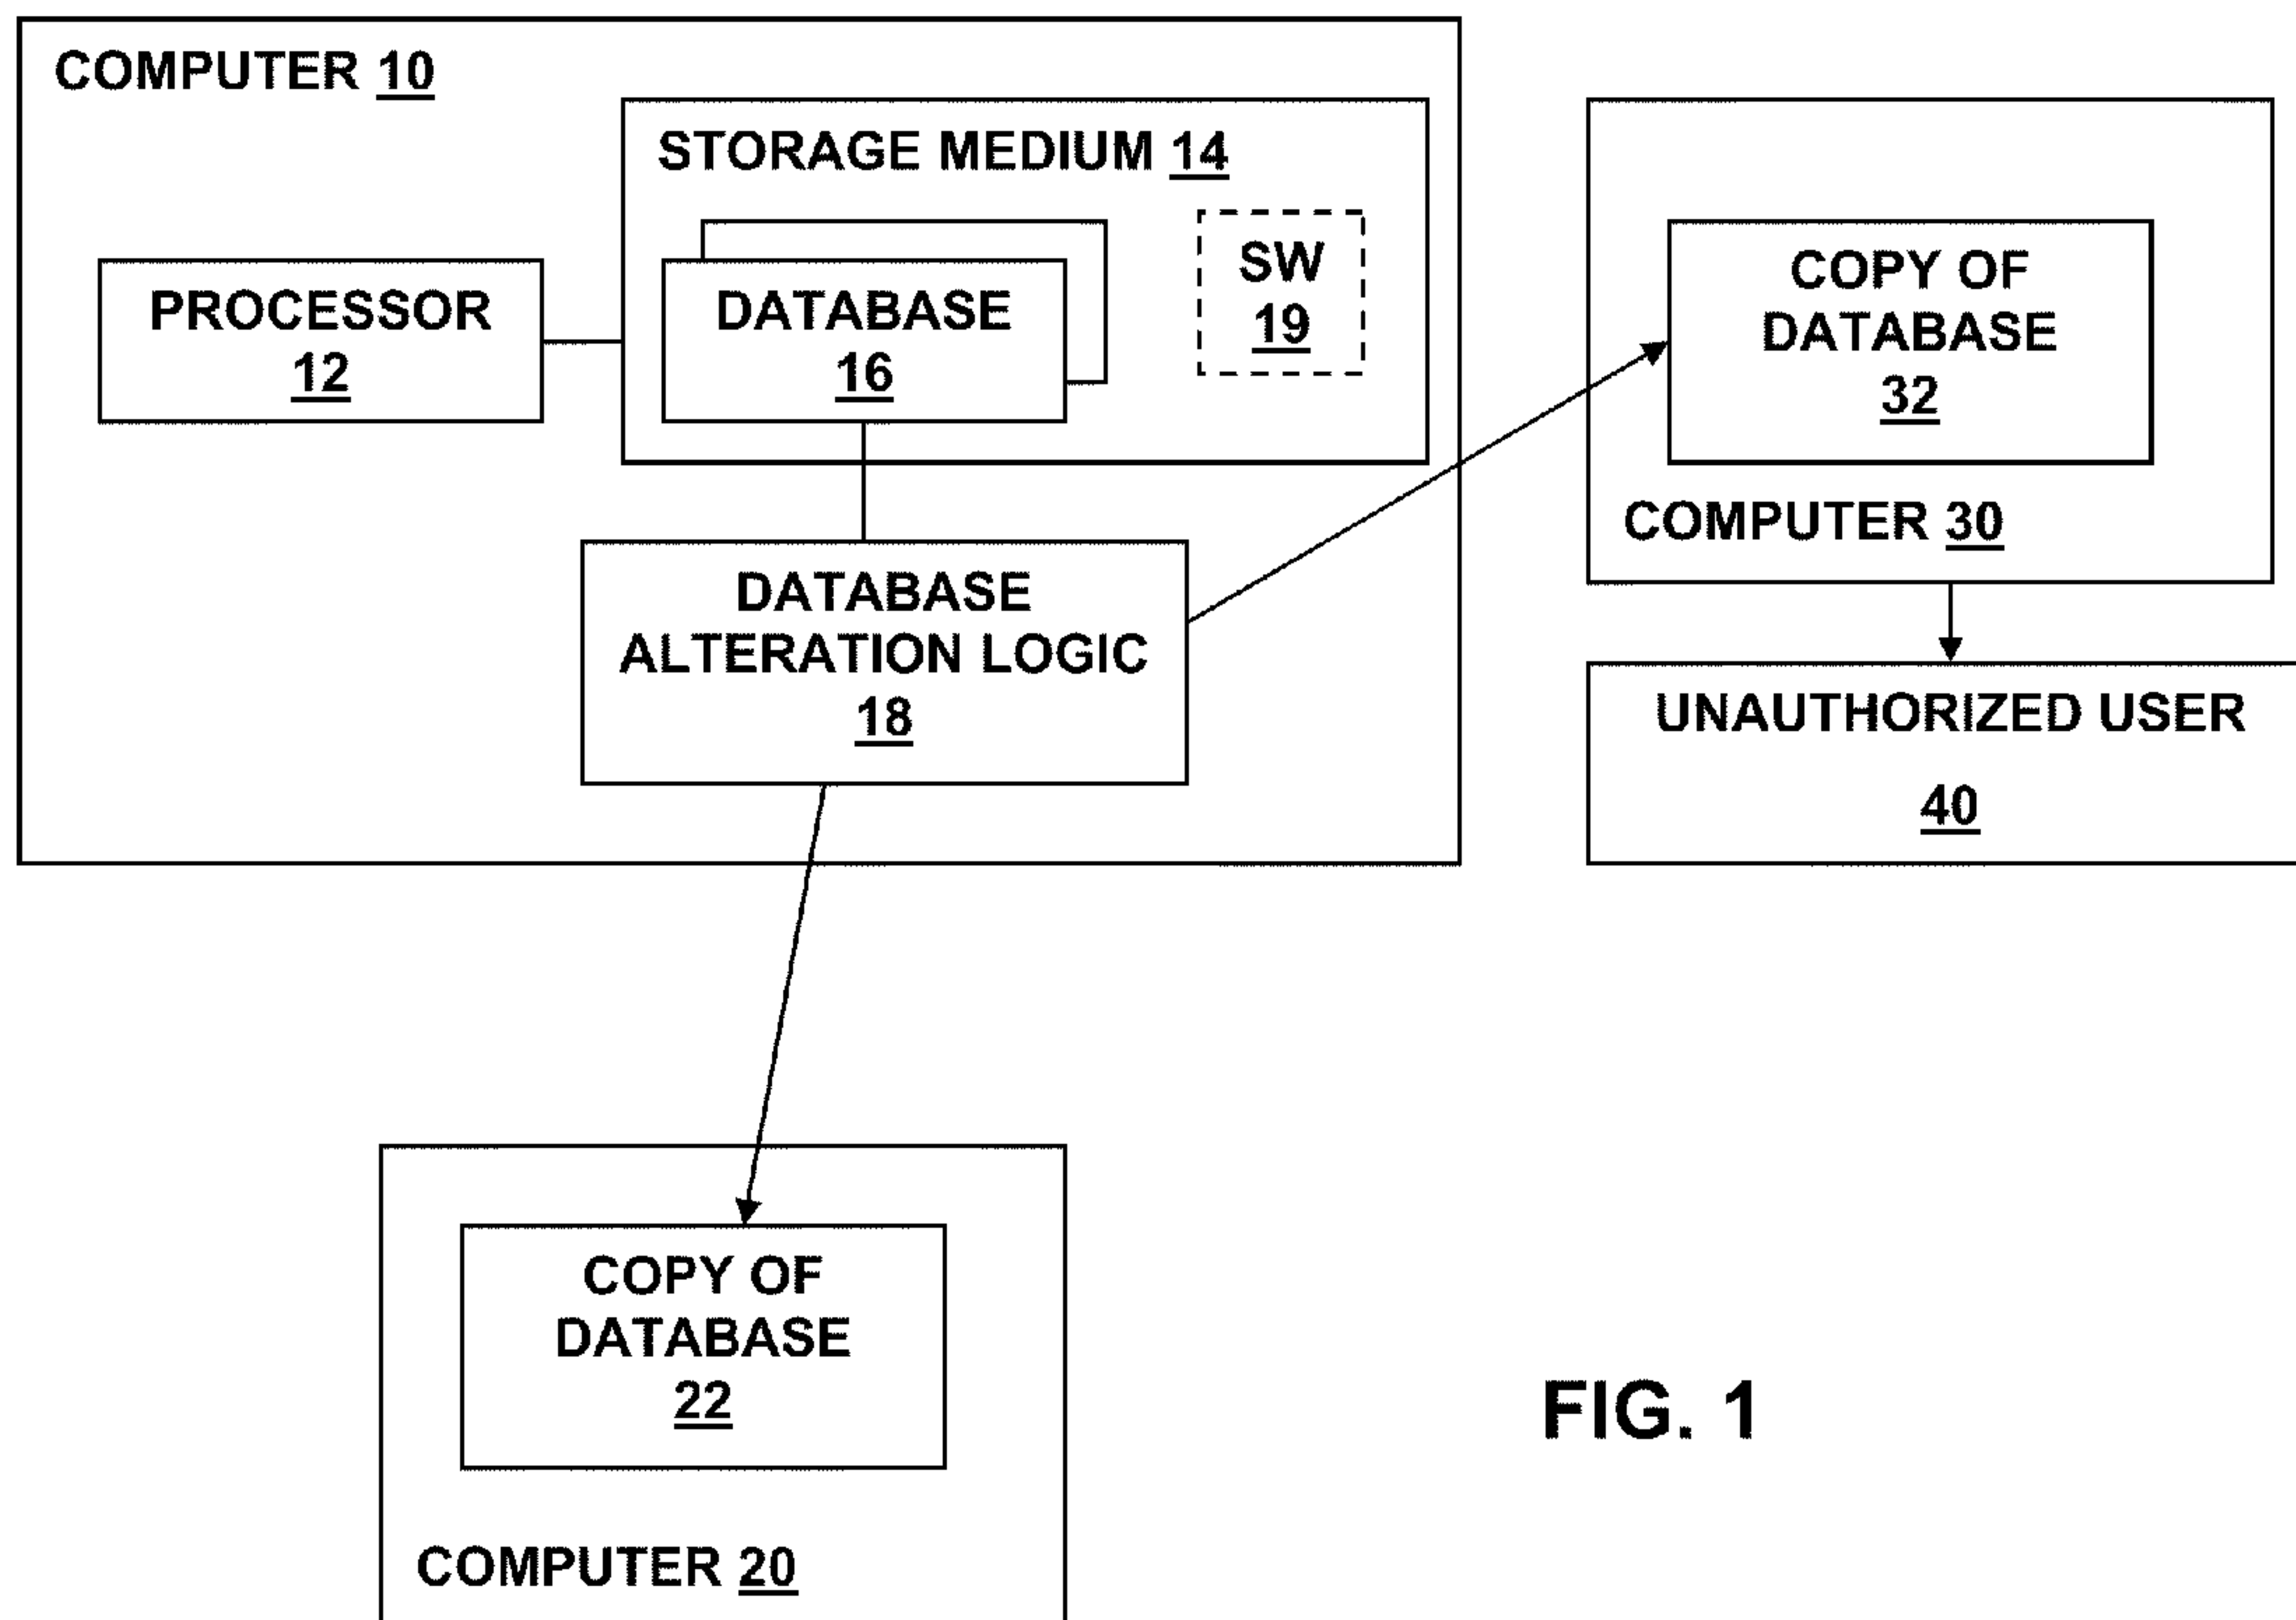 COMPUTER 10
STORAGE MEDIUM 14
PROCESSOR
12
DATABASE
16
SW
19
DATABASE
ALTERATION LOGIC
18
COPY OF
DATABASE
32
COMPUTER 30
UNAUTHORIZED USER
40
COPY OF
DATABASE
22
COMPUTER 20
FIG. 1